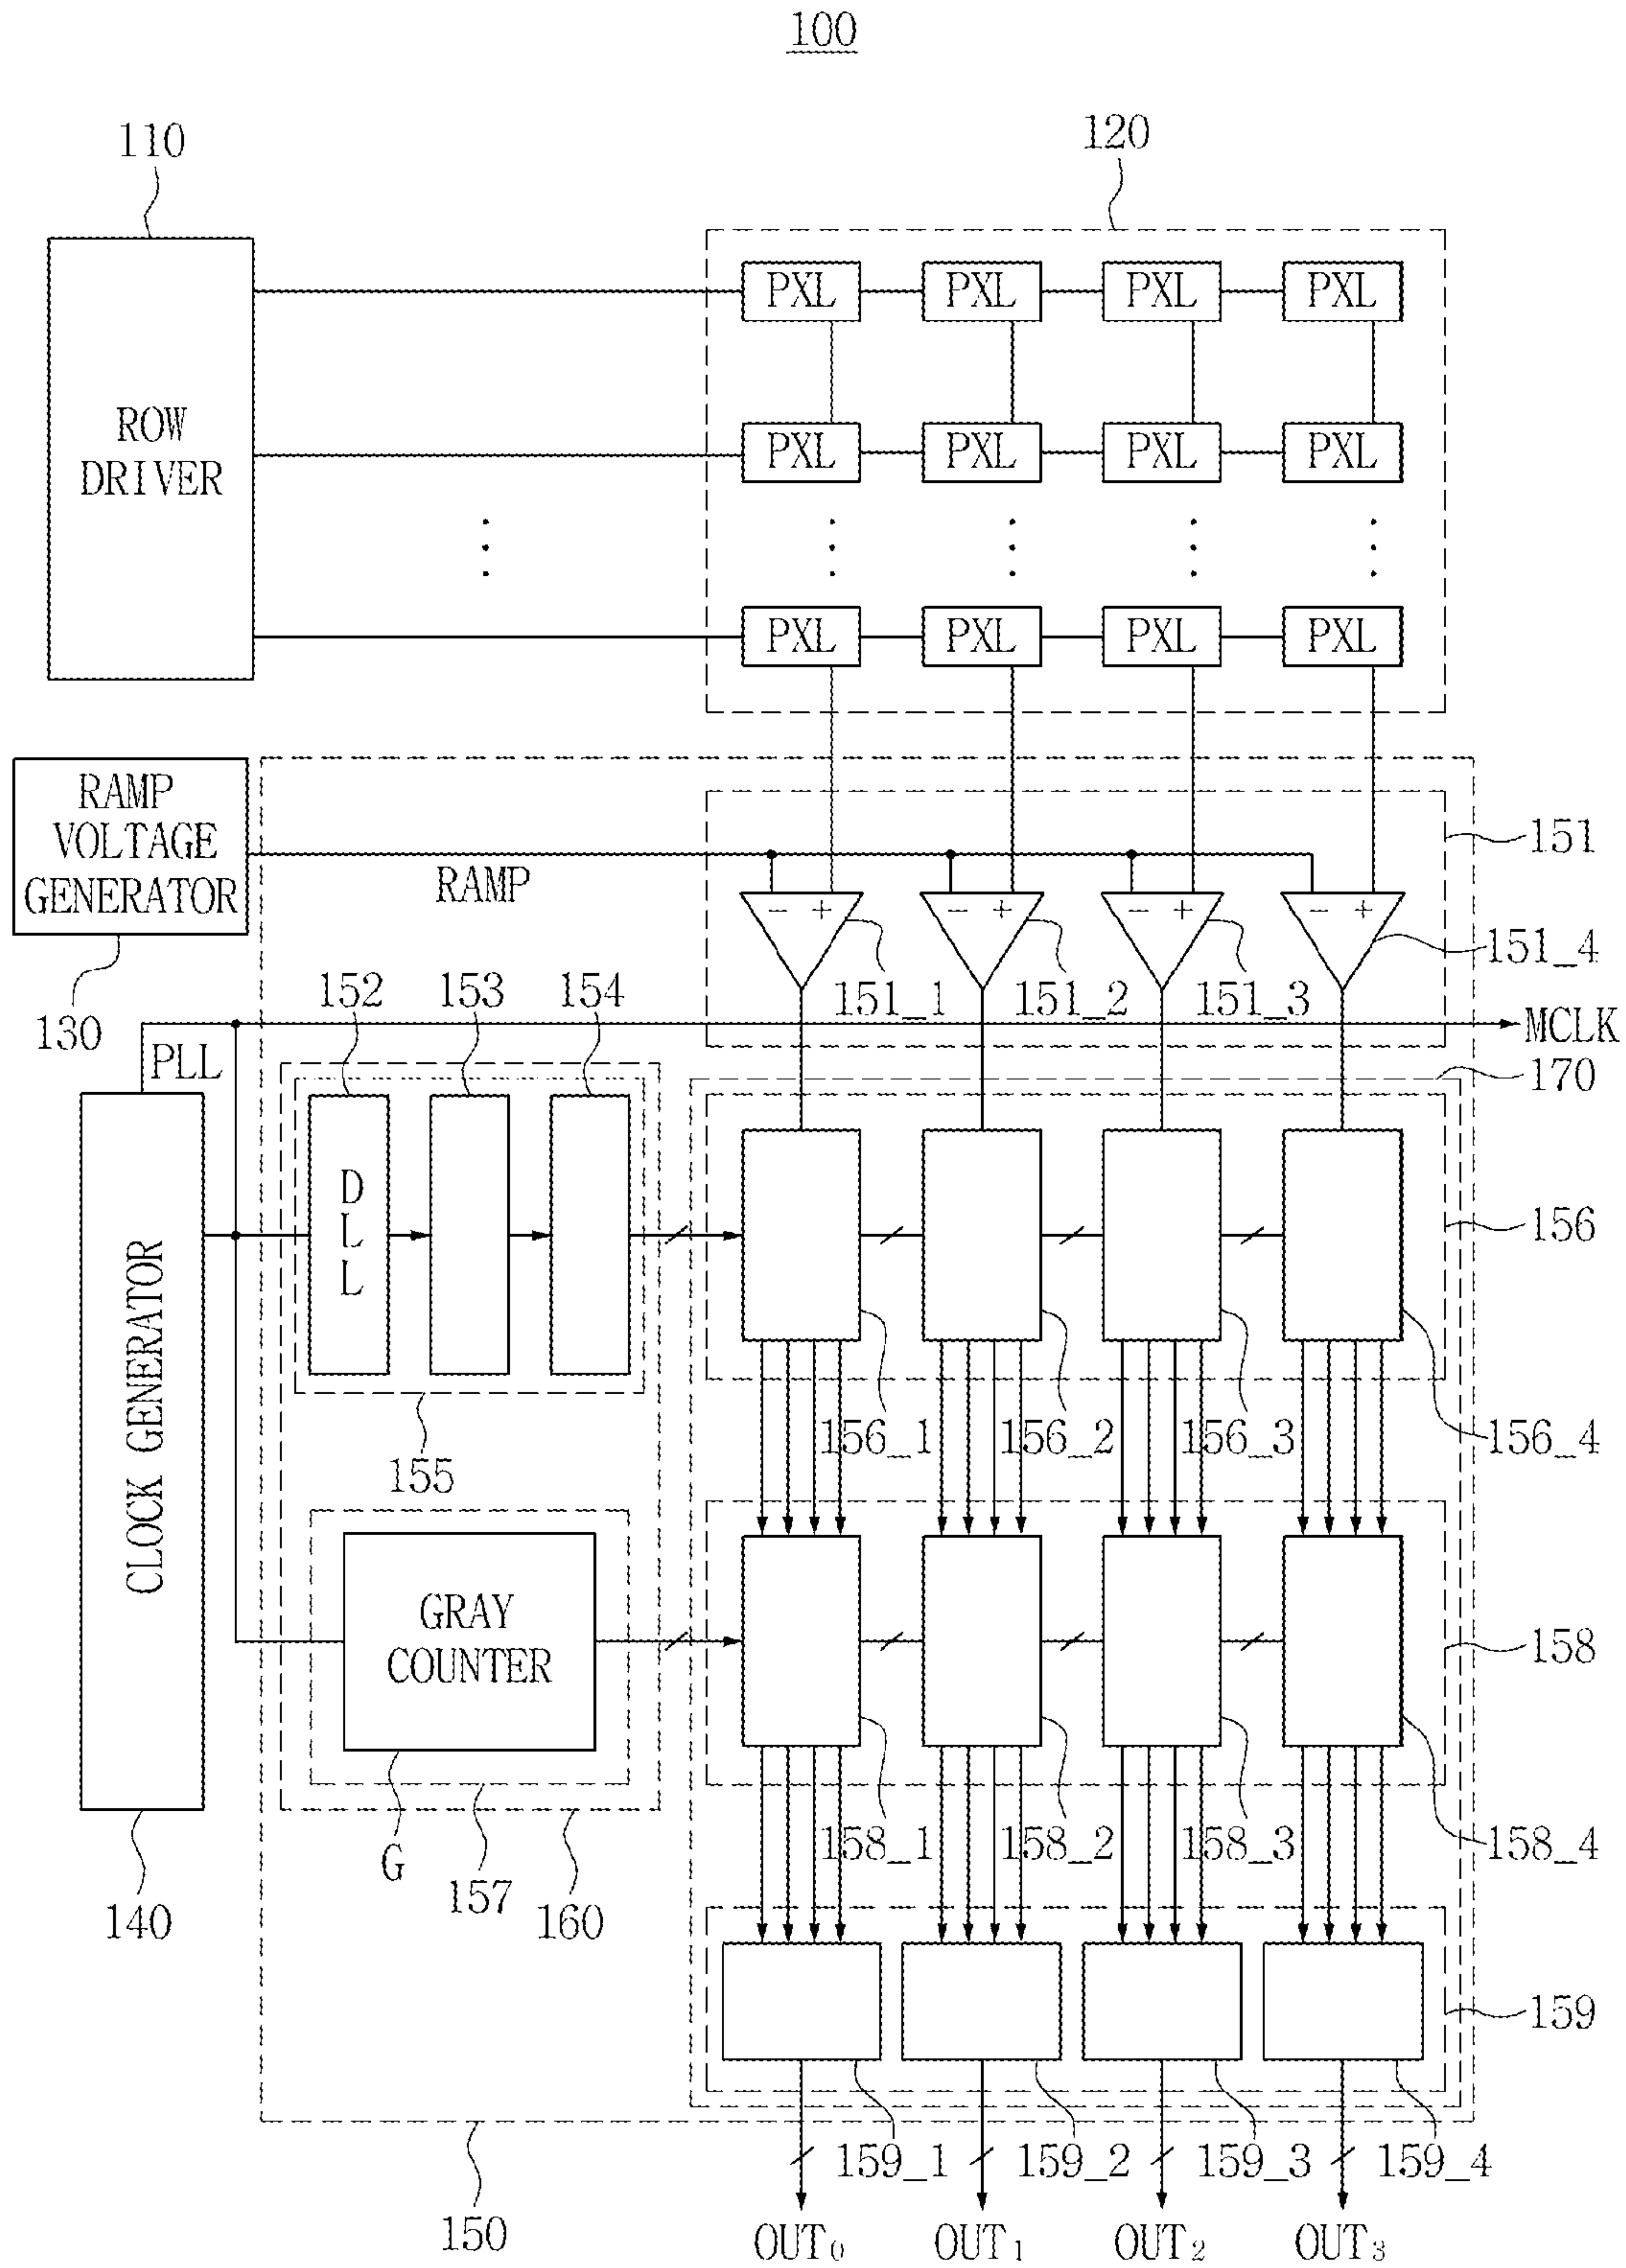 100
110
120
ROW
DRIVER
PXL PXL PXL PXL
PXL PXL PXL PXL
PXL PXL PXL PXL
RAMP
VOLTAGE
GENERATOR
RAMP
151
- + - + - + - +
151_1 151_2 151_3 151_4
130
152 153 154
MCLK
PLL
170
D
L
L
156
CLOCK GENERATOR
156_1 156_2 156_3 156_4
155
GRAY
COUNTER
158
158_1 158_2 158_3 158_4
G
157
160
140
159
159_1 159_2 159_3 159_4
150
OUT₀ OUT₁ OUT₂ OUT₃